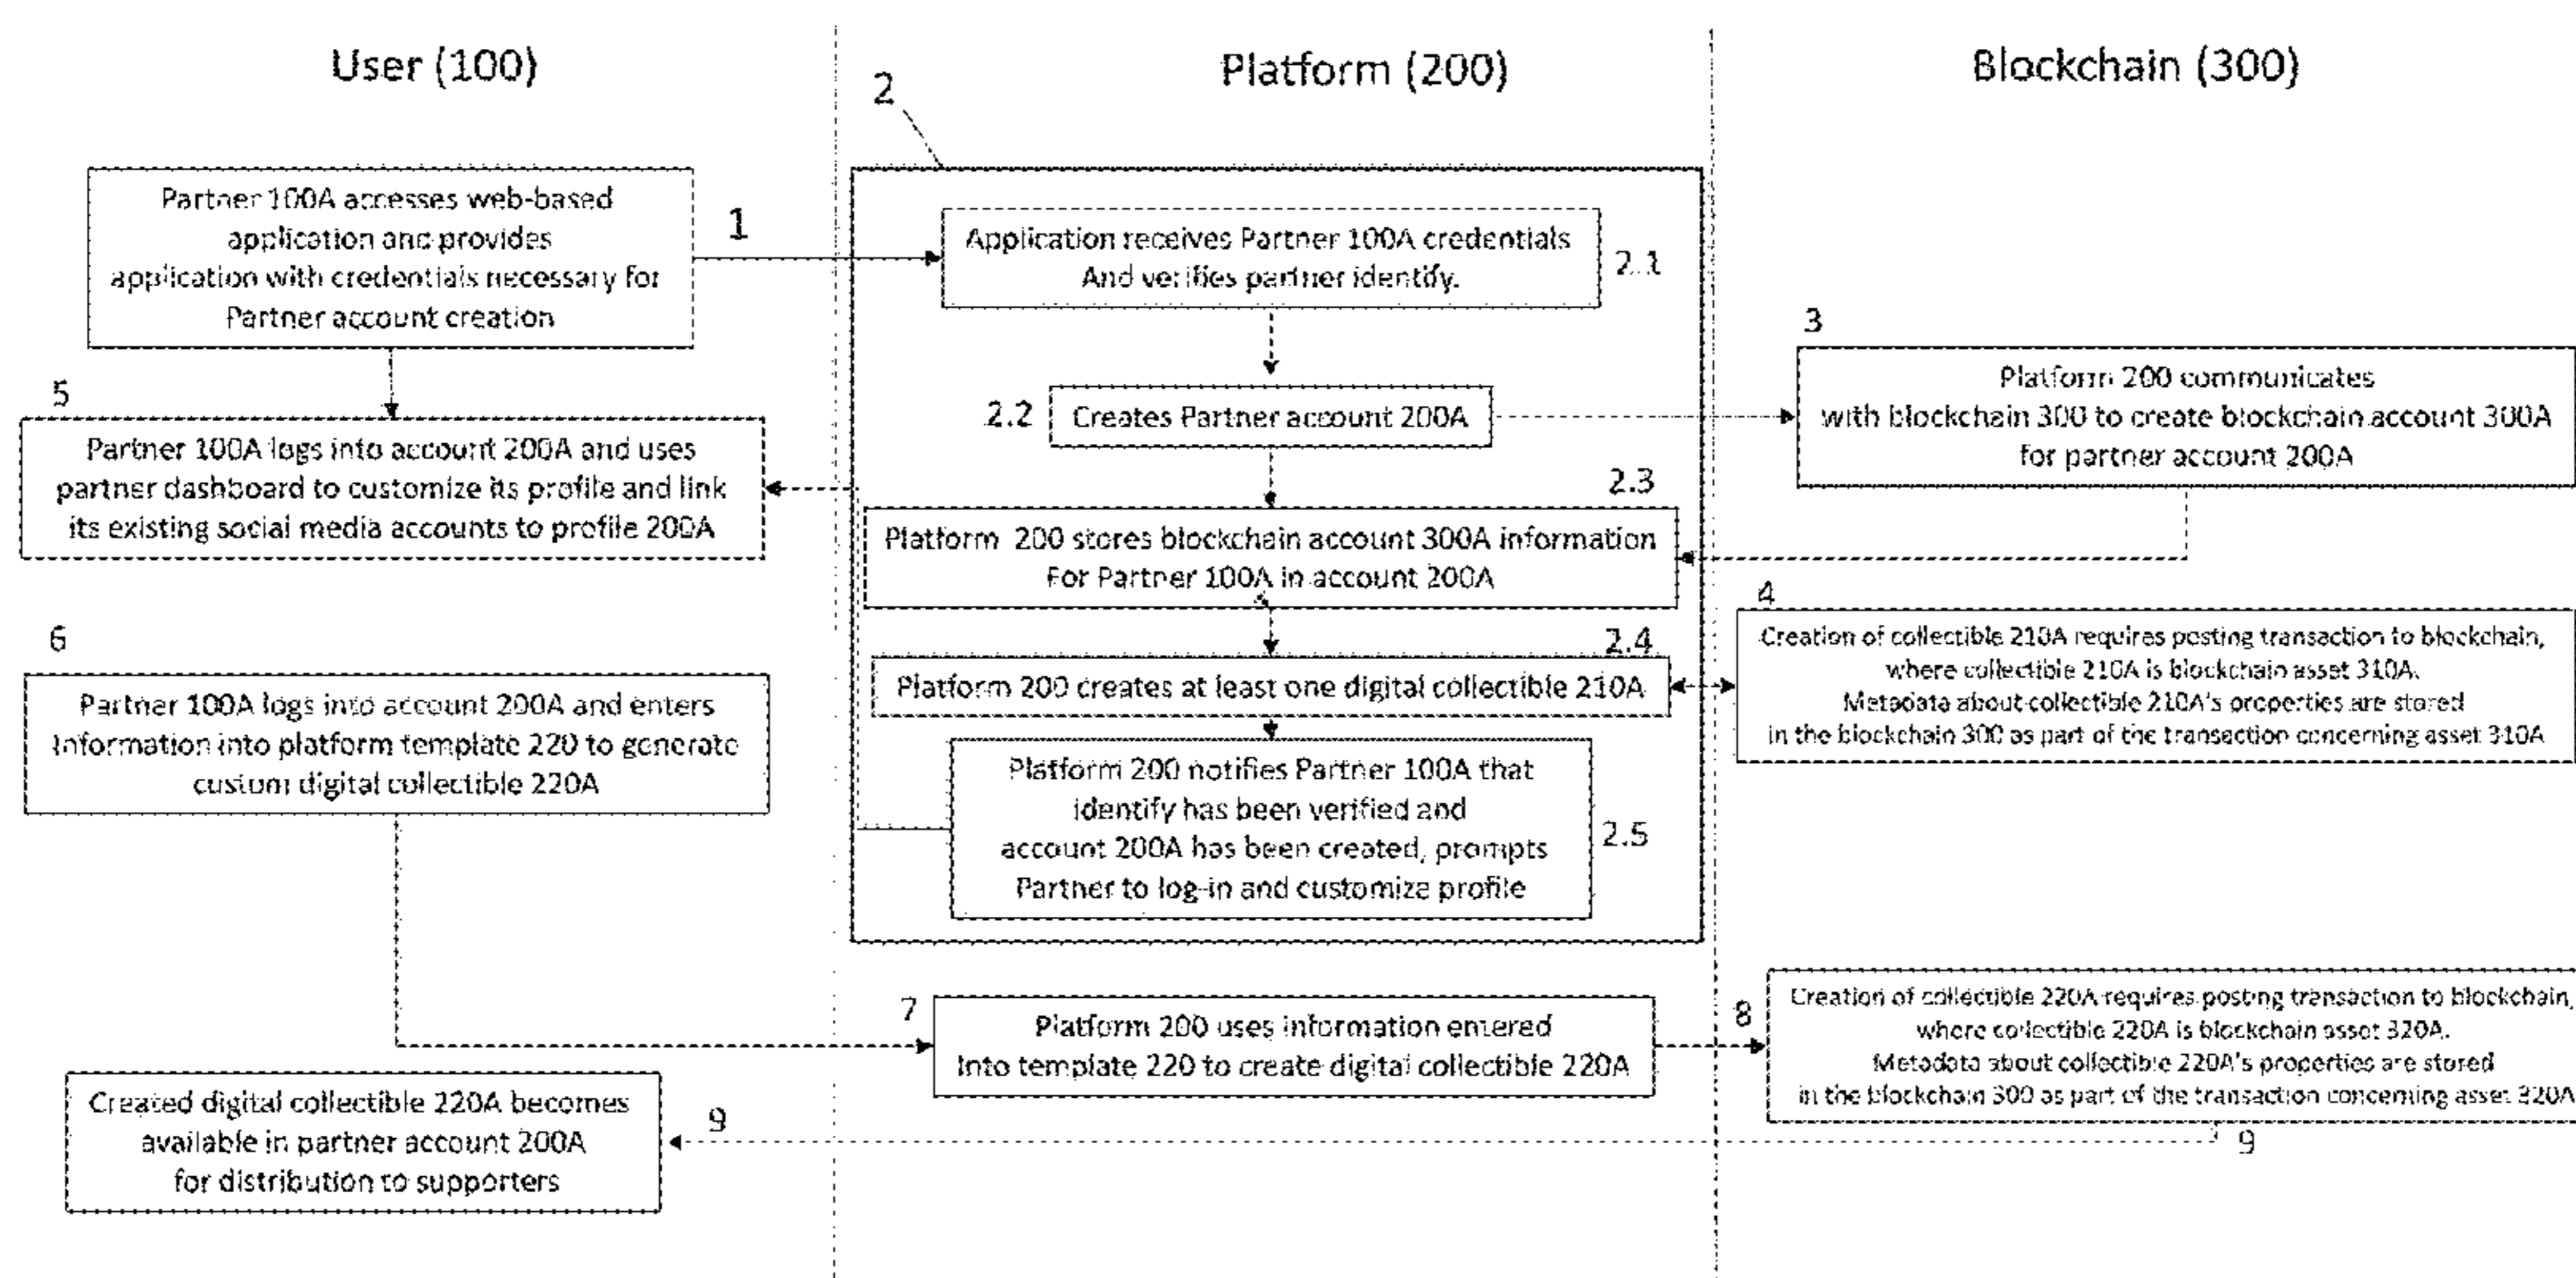 User (100)
Platform (200)
Blockchain (300)
2
Partner 100A accesses web-based
application and provides
application with credentials necessary for
Partner account creation
1
Application receives Partner 100A credentials
And verifies partner identify.
2.1
2.2
Creates Partner account 200A
3
Platform 200 communicates
with blockchain 300 to create blockchain account 300A
for partner account 200A
5
Partner 100A logs into account 200A and uses
partner dashboard to customize its profile and link
its existing social media accounts to profile 200A
2.3
Platform 200 stores blockchain account 300A information
For Partner 100A in account 200A
4
Creation of collectible 210A requires posting transaction to blockchain,
where collectible 210A is blockchain asset 310A.
Metadata about collectible 210A's properties are stored
in the blockchain 300 as part of the transaction concerning asset 310A
2.4
Platform 200 creates at least one digital collectible 210A
6
Partner 100A logs into account 200A and enters
Information into platform template 220 to generate
custom digital collectible 220A
Platform 200 notifies Partner 100A that
identify has been verified and
account 200A has been created, prompts
Partner to log-in and customize profile
2.5
7
Platform 200 uses information entered
Into template 220 to create digital collectible 220A
8
Creation of collectible 220A requires posting transaction to blockchain,
where collectible 220A is blockchain asset 320A.
Metadata about collectible 220A's properties are stored
in the blockchain 300 as part of the transaction concerning asset 320A
Created digital collectible 220A becomes
available in partner account 200A
for distribution to supporters
9
9